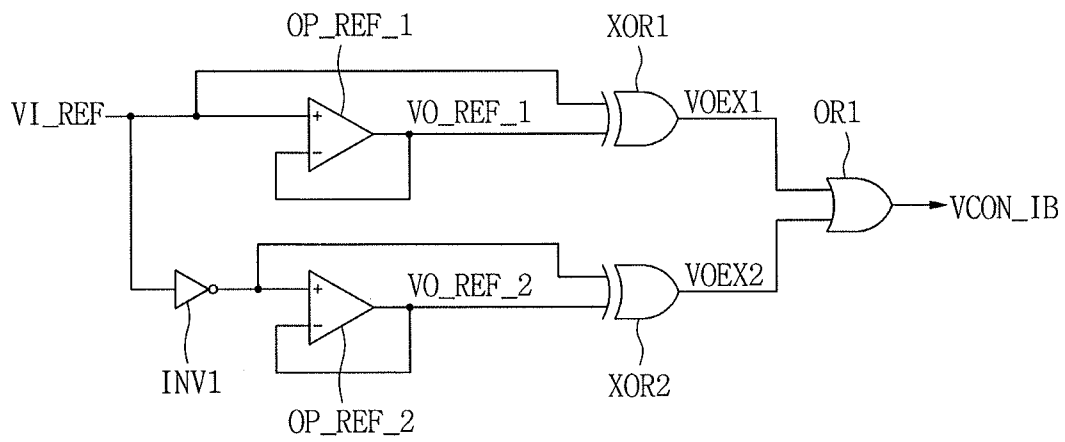 OP_REF_1
XOR1
VI_REF
VO_REF_1
VOEX1
OR1
VCON_IB
VO_REF_2
VOEX2
INV1
XOR2
OP_REF_2